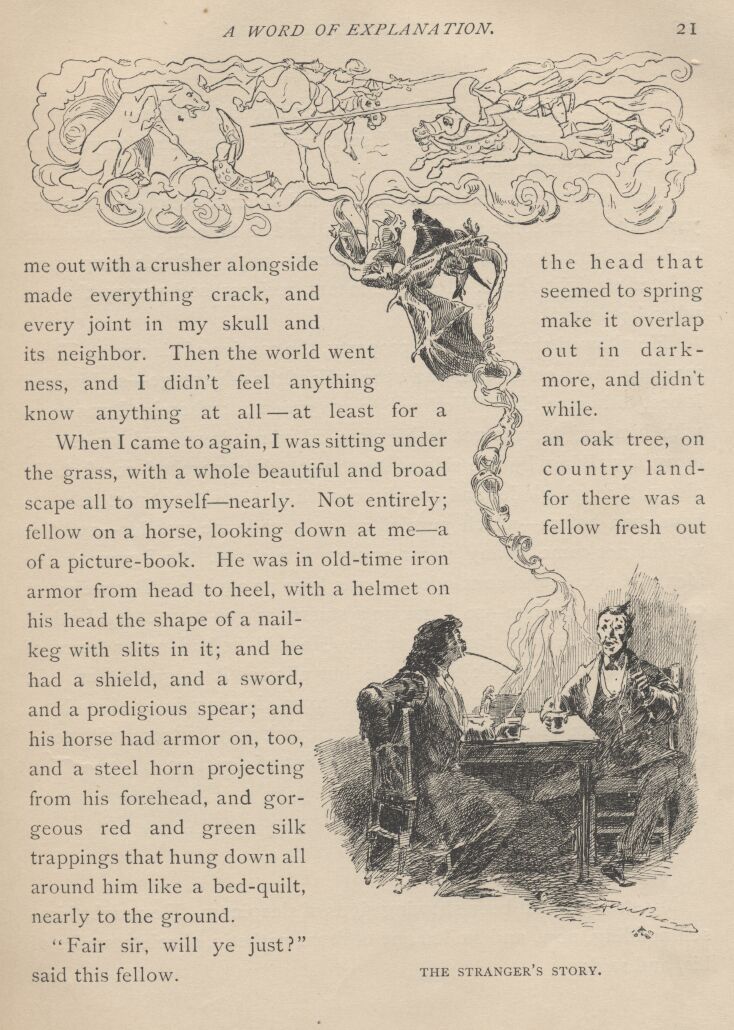 A WORD OF EXPLANATION. 21
me out with a crusher alongside the head that
made everything crack, and seemed to spring
every joint in my skull and make it overlap
its neighbor. Then the world went out in dark-
ness, and I didn't feel anything more, and didn't
know anything at all—at least for a while.
When I came to again, I was sitting under an oak tree, on
the grass, with a whole beautiful and broad country land-
scape all to myself—nearly. Not entirely; for there was a
fellow on a horse, looking down at me—a fellow fresh out
of a picture-book. He was in old-time iron
armor from head to heel, with a helmet on
his head the shape of a nail-
keg with slits in it; and he
had a shield, and a sword,
and a prodigious spear; and
his horse had armor on, too,
and a steel horn projecting
from his forehead, and gor-
geous red and green silk
trappings that hung down all
around him like a bed-quilt,
nearly to the ground.
"Fair sir, will ye just?"
said this fellow.
THE STRANGER'S STORY.